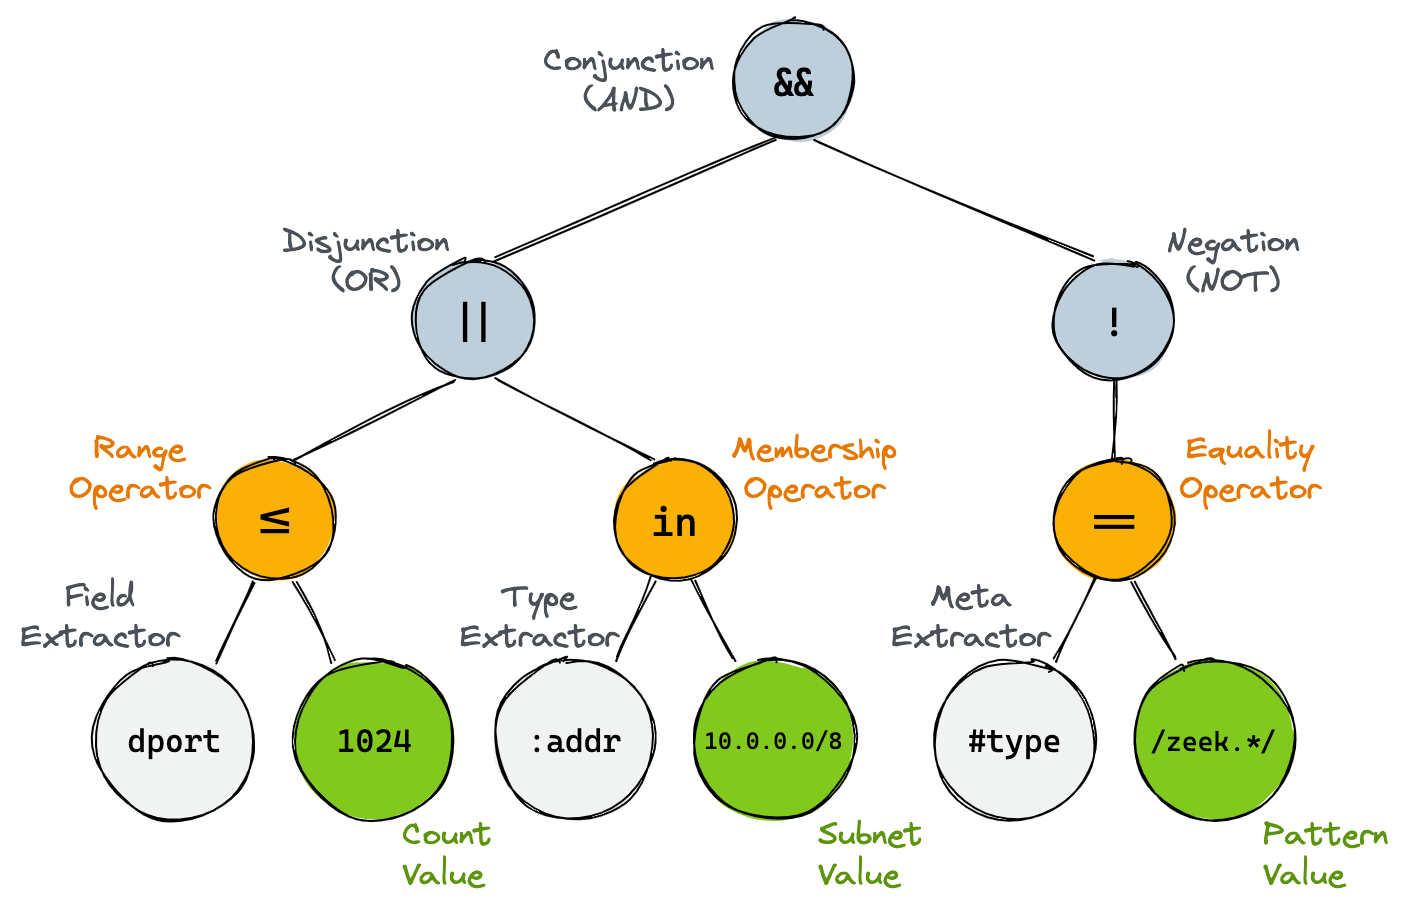 Conjunction
(AND)
&&
Disjunction
(OR)
||
Negation
(NOT)
!
Range
Operator
≤
Membership
Operator
in
Equality
Operator
==
Field
Extractor
dport
1024
Count
Value
Type
Extractor
:addr
10.0.0.0/8
Subnet
Value
Meta
Extractor
#type
/zeek.*/
Pattern
Value